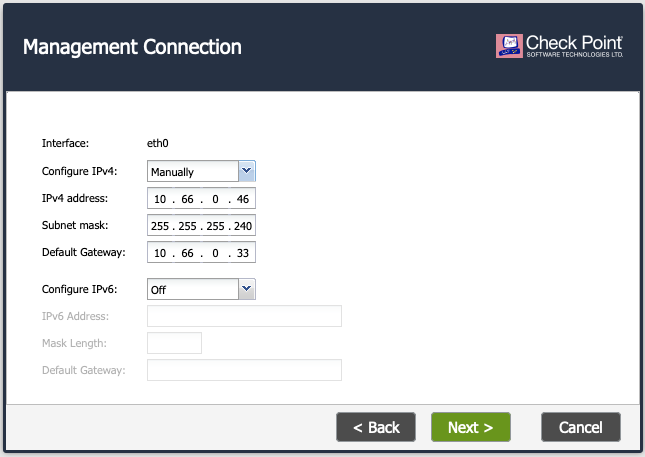 Management Connection
Check Point
SOFTWARE TECHNOLOGIES LTD.
Interface: eth0
Configure IPv4: Manually
IPv4 address: 10 . 66 . 0 . 46
Subnet mask: 255 . 255 . 255 . 240
Default Gateway: 10 . 66 . 0 . 33
Configure IPv6: Off
IPv6 Address:
Mask Length:
Default Gateway:
< Back Next > Cancel